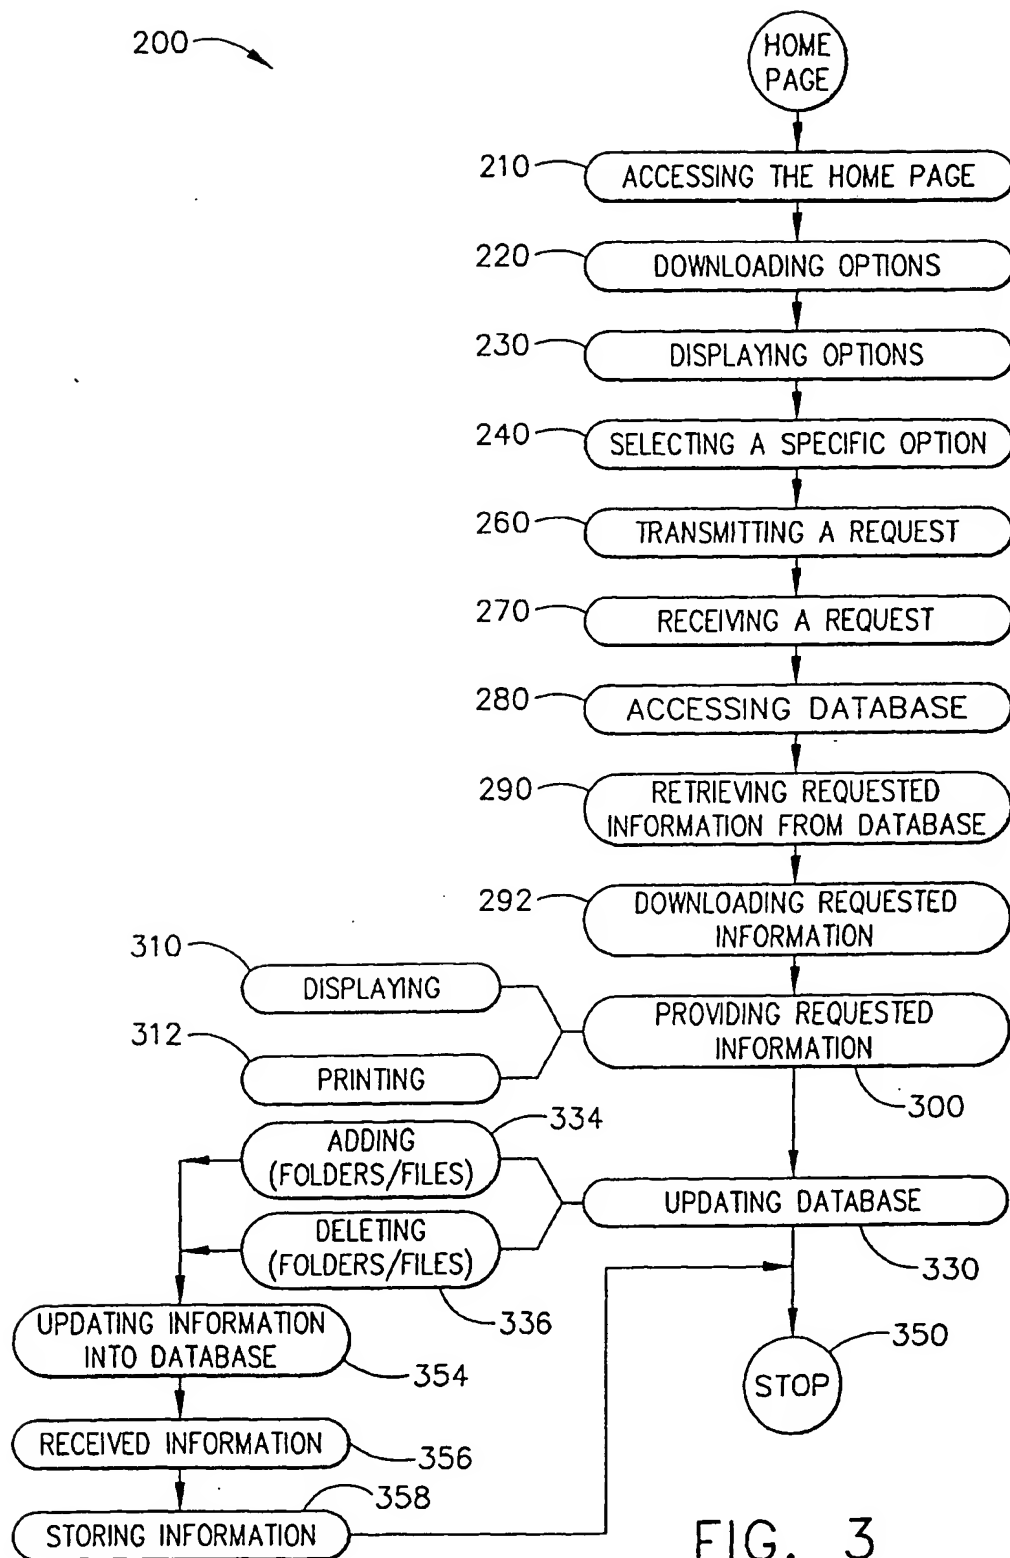 200
HOME
PAGE
210
ACCESSING THE HOME PAGE
220
DOWNLOADING OPTIONS
230
DISPLAYING OPTIONS
240
SELECTING A SPECIFIC OPTION
260
TRANSMITTING A REQUEST
270
RECEIVING A REQUEST
280
ACCESSING DATABASE
290
RETRIEVING REQUESTED
INFORMATION FROM DATABASE
292
DOWNLOADING REQUESTED
INFORMATION
310
DISPLAYING
312
PRINTING
PROVIDING REQUESTED
INFORMATION
300
334
ADDING
(FOLDERS/FILES)
DELETING
(FOLDERS/FILES)
336
UPDATING DATABASE
330
UPDATING INFORMATION
INTO DATABASE
354
RECEIVED INFORMATION
356
358
STORING INFORMATION
350
STOP
FIG. 3